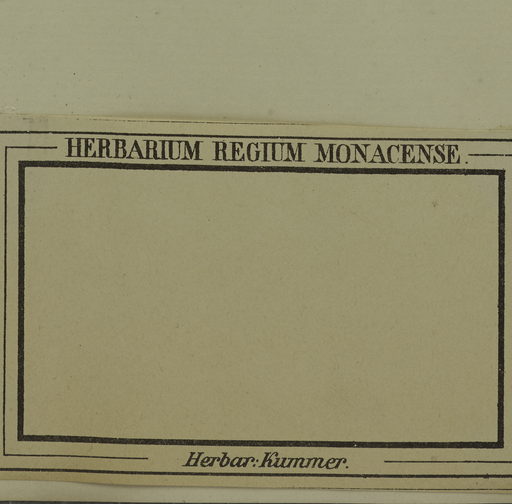 HERBARIUM REGIUM MONACENSE.
Herbar: Kummer.